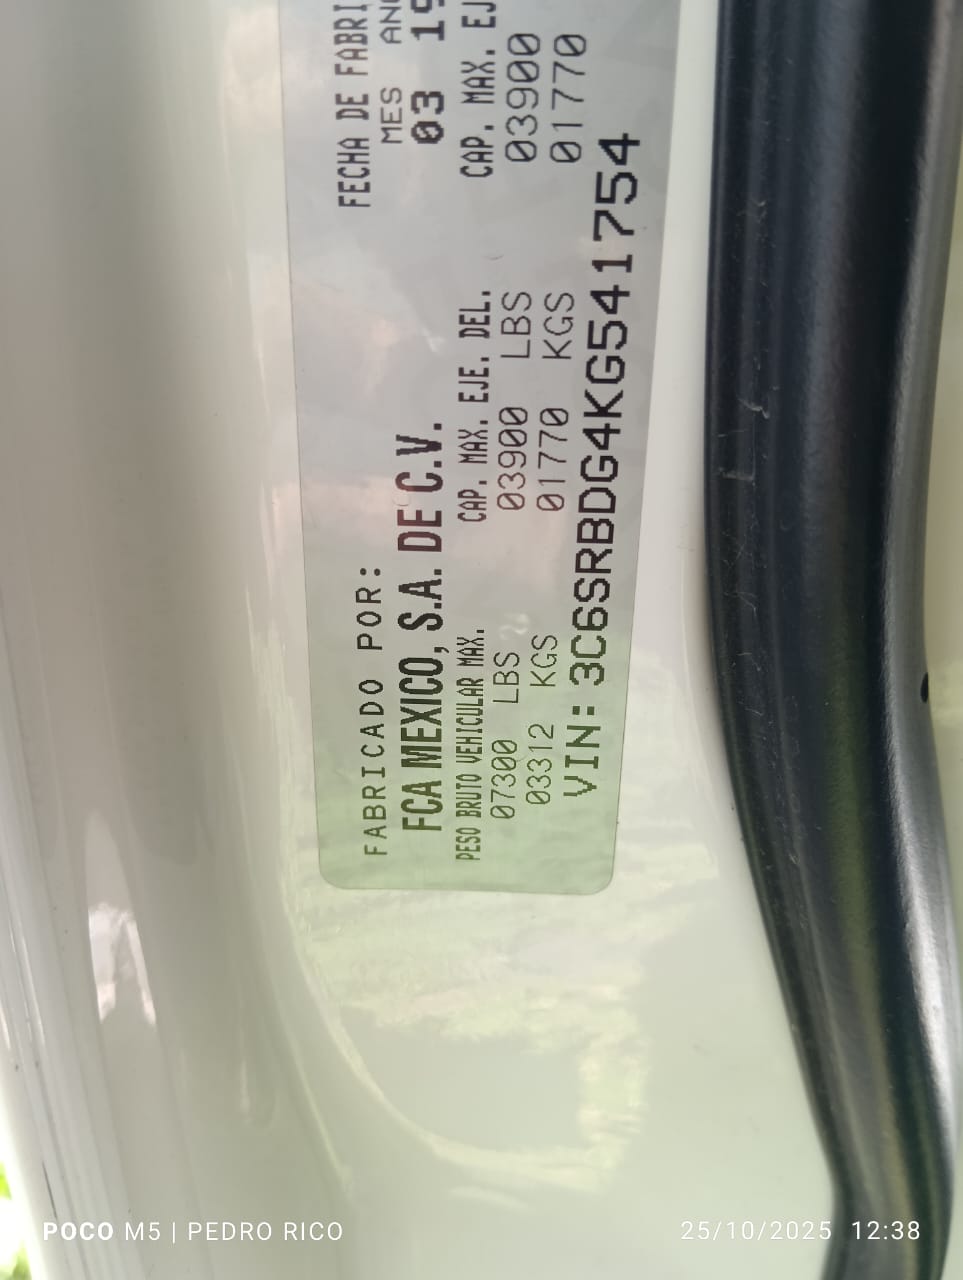 FABRICADO POR:
FCA MEXICO, S.A. DE C.V.
FECHA DE FABRI
MES
03 19
PESO BRUTO VEHICULAR MAX.
07300 LBS
03312 KGS
CAP. MAX. EJE. DEL.
03900 LBS
01770 KGS
CAP. MAX. EJ
03900
01770
VIN: 3C6SRBDG4KG541754
POCO M5 | PEDRO RICO
25/10/2025 12:38